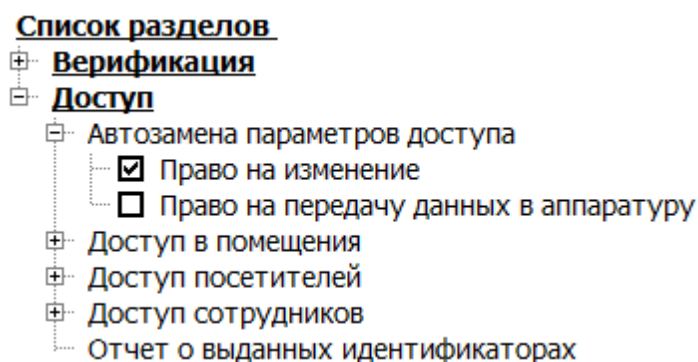 Список разделов
Верификация
Доступ
Автозамена параметров доступа
Право на изменение
Право на передачу данных в аппаратуру
Доступ в помещения
Доступ посетителей
Доступ сотрудников
Отчет о выданных идентификаторах